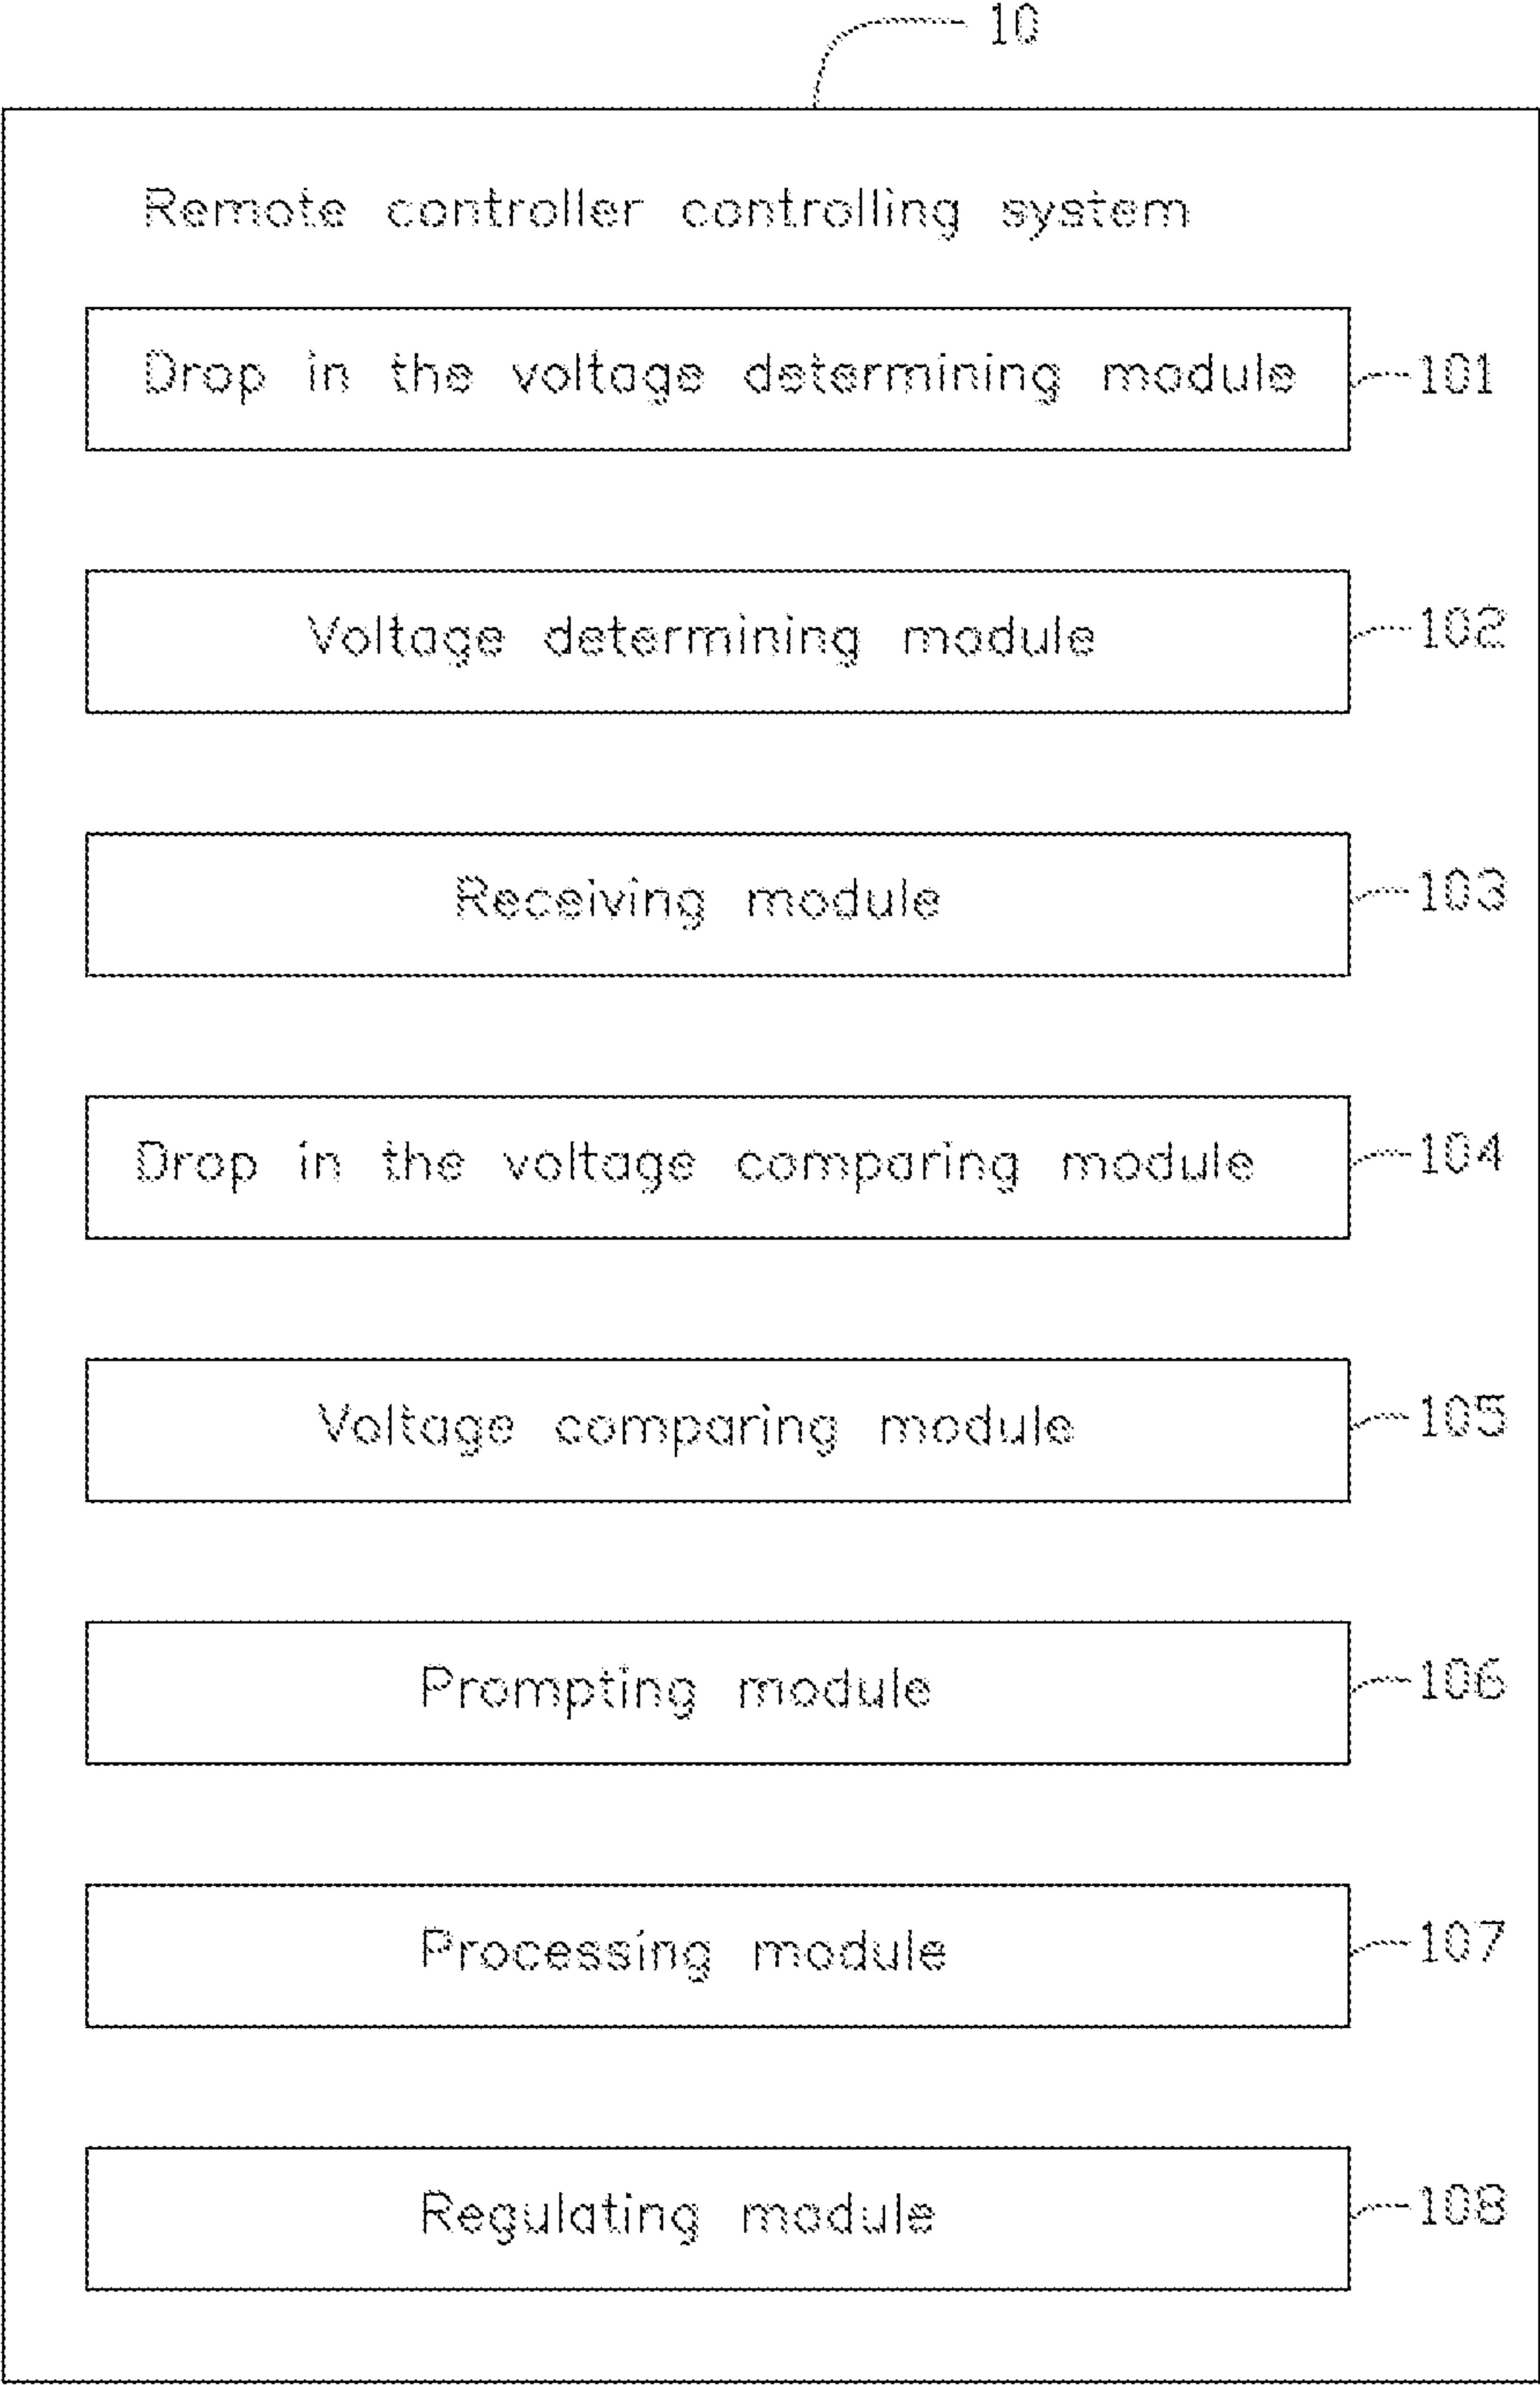 10
Remote controller controlling system
Drop in the voltage determining module 101
Voltage determining module 102
Receiving module 103
Drop in the voltage comparing module 104
Voltage comparing module 105
Prompting module 106
Processing module 107
Regulating module 108